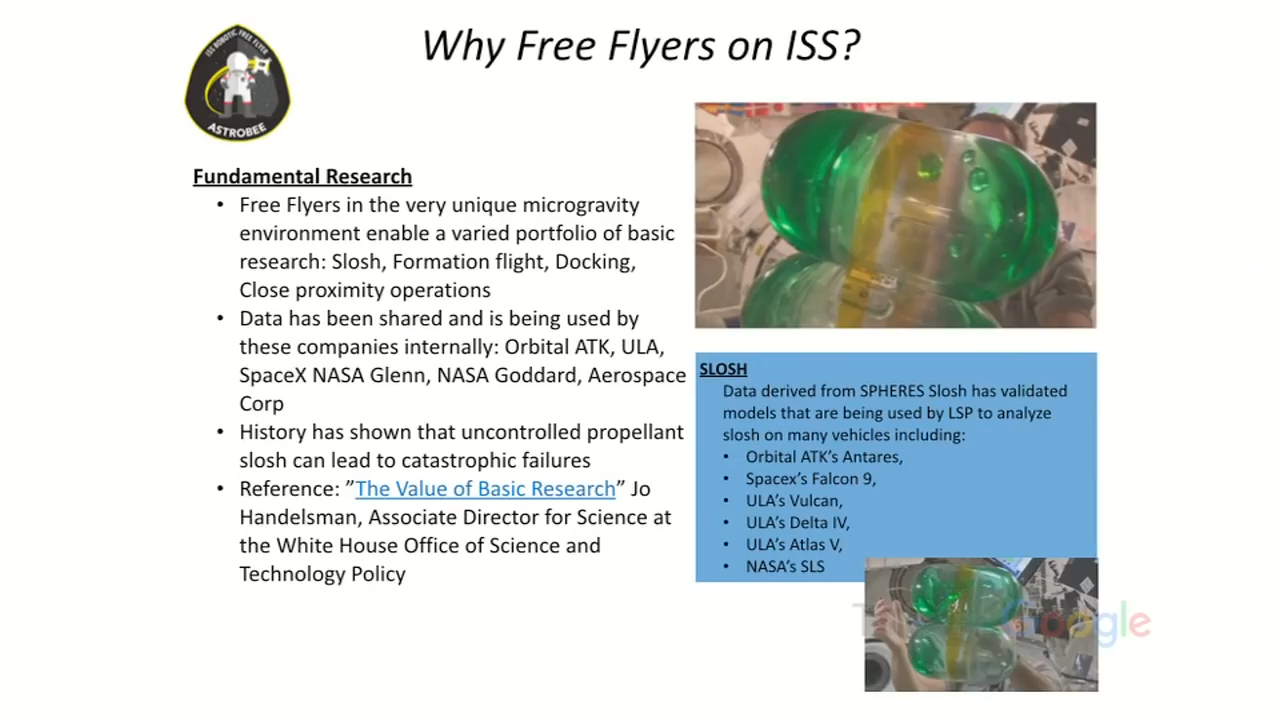 Why Free Flyers on ISS?
ISS ROBOTIC FREE FLYER
ASTROBEE
Fundamental Research
• Free Flyers in the very unique microgravity
environment enable a varied portfolio of basic
research: Slosh, Formation flight, Docking,
Close proximity operations
• Data has been shared and is being used by
these companies internally: Orbital ATK, ULA,
SpaceX NASA Glenn, NASA Goddard, Aerospace
Corp
• History has shown that uncontrolled propellant
slosh can lead to catastrophic failures
• Reference: ”The Value of Basic Research” Jo
Handelsman, Associate Director for Science at
the White House Office of Science and
Technology Policy
SLOSH
Data derived from SPHERES Slosh has validated
models that are being used by LSP to analyze
slosh on many vehicles including:
• Orbital ATK’s Antares,
• Spacex’s Falcon 9,
• ULA’s Vulcan,
• ULA’s Delta IV,
• ULA’s Atlas V,
• NASA’s SLS
Google